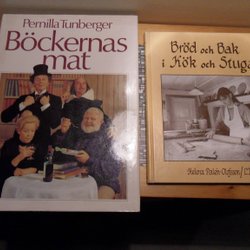 Pernilla Tunberger
Böckernas
mat
Bröd och Bak
i Kök och Stuga